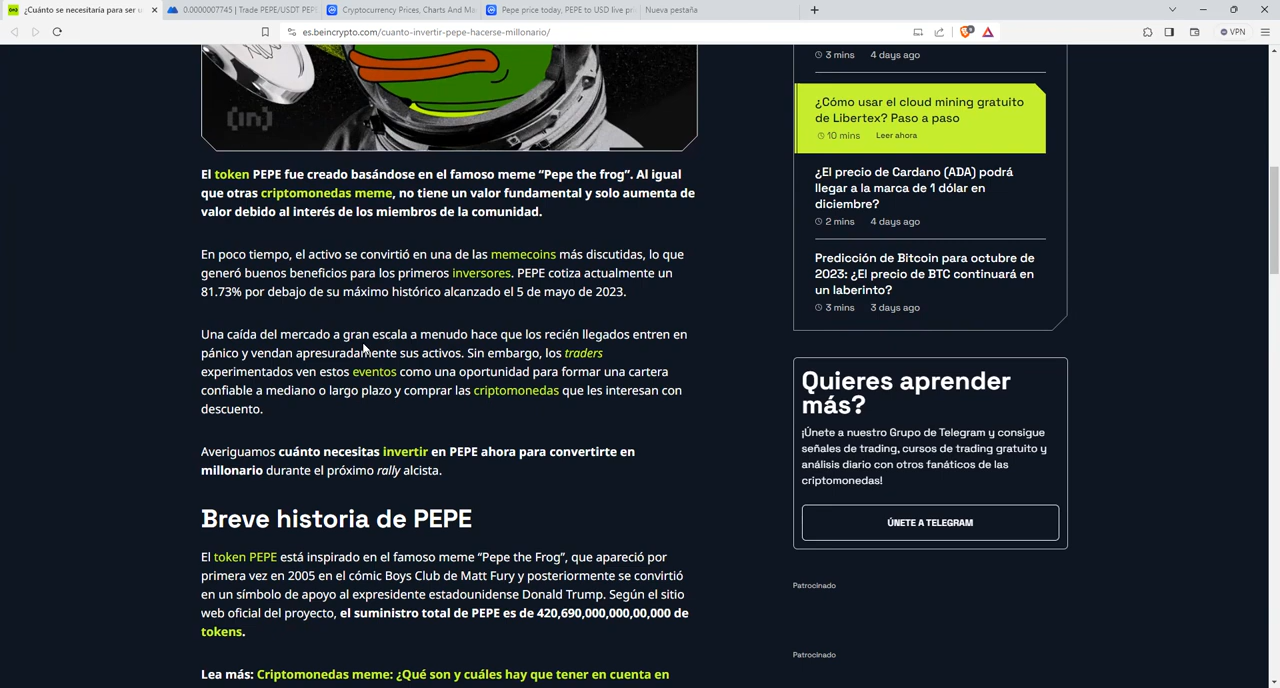 ¿Cuánto se necesitaría para ser u
0.0000007745 | Trade PEPE/USDT PEP
Cryptocurrency Prices, Charts And Ma
Pepe price today, PEPE to USD live pr
Nueva pestaña
es.beincrypto.com/cuanto-invertir-pepe-hacerse-millonario/
VPN
[in]
El token PEPE fue creado basándose en el famoso meme “Pepe the frog”. Al igual
que otras criptomonedas meme, no tiene un valor fundamental y solo aumenta de
valor debido al interés de los miembros de la comunidad.
En poco tiempo, el activo se convirtió en una de las memecoins más discutidas, lo que
generó buenos beneficios para los primeros inversores. PEPE cotiza actualmente un
81.73% por debajo de su máximo histórico alcanzado el 5 de mayo de 2023.
Una caída del mercado a gran escala a menudo hace que los recién llegados entren en
pánico y vendan apresuradamente sus activos. Sin embargo, los traders
experimentados ven estos eventos como una oportunidad para formar una cartera
confiable a mediano o largo plazo y comprar las criptomonedas que les interesan con
descuento.
Averiguamos cuánto necesitas invertir en PEPE ahora para convertirte en
millonario durante el próximo rally alcista.
Breve historia de PEPE
El token PEPE está inspirado en el famoso meme “Pepe the Frog”, que apareció por
primera vez en 2005 en el cómic Boys Club de Matt Fury y posteriormente se convirtió
en un símbolo de apoyo al expresidente estadounidense Donald Trump. Según el sitio
web oficial del proyecto, el suministro total de PEPE es de 420,690,000,000,00,000 de
tokens.
Lea más: Criptomonedas meme: ¿Qué son y cuáles hay que tener en cuenta en
3 mins 4 days ago
¿Cómo usar el cloud mining gratuito
de Libertex? Paso a paso
10 mins Leer ahora
¿El precio de Cardano (ADA) podrá
llegar a la marca de 1 dólar en
diciembre?
2 mins 4 days ago
Predicción de Bitcoin para octubre de
2023: ¿El precio de BTC continuará en
un laberinto?
3 mins 3 days ago
Quieres aprender
más?
¡Únete a nuestro Grupo de Telegram y consigue
señales de trading, cursos de trading gratuito y
análisis diario con otros fanáticos de las
criptomonedas!
ÚNETE A TELEGRAM
Patrocinado
Patrocinado